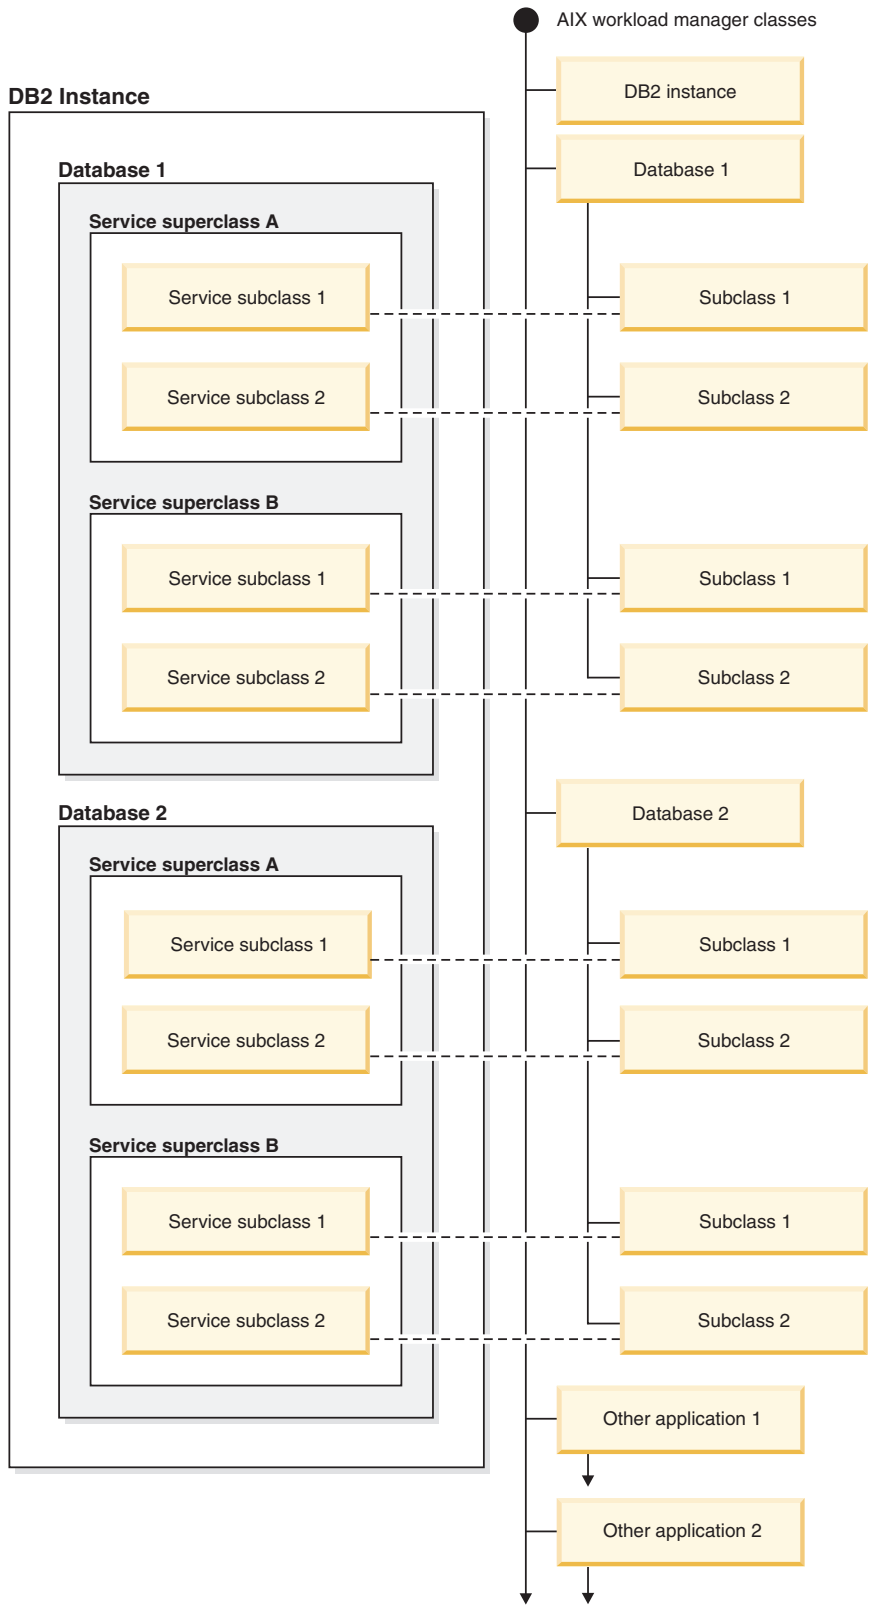 AIX workload manager classes
DB2 instance
DB2 Instance
Database 1
Database 1
Service superclass A
Service subclass 1
Subclass 1
Service subclass 2
Subclass 2
Service superclass B
Service subclass 1
Subclass 1
Service subclass 2
Subclass 2
Database 2
Database 2
Service superclass A
Service subclass 1
Subclass 1
Service subclass 2
Subclass 2
Service superclass B
Service subclass 1
Subclass 1
Service subclass 2
Subclass 2
Other application 1
Other application 2